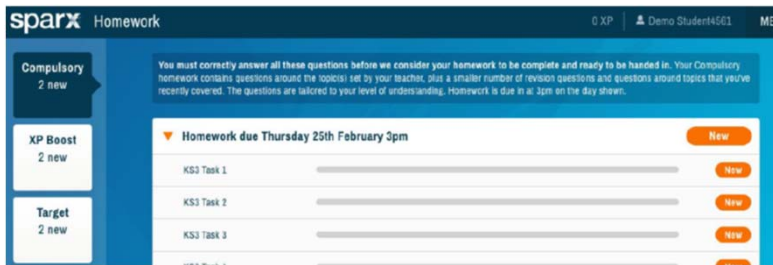 sparx Homework
0 XP
Demo Student4561
ME
Compulsory
2 new
XP Boost
2 new
Target
2 new
You must correctly answer all these questions before we consider your homework to be complete and ready to be handed in. Your Compulsory
homework contains questions around the topic(s) set by your teacher, plus a smaller number of revision questions and questions around topics that you've
recently covered. The questions are tailored to your level of understanding. Homework is due in at 3pm on the day shown.
Homework due Thursday 25th February 3pm
New
KS3 Task 1
New
KS3 Task 2
New
KS3 Task 3
New